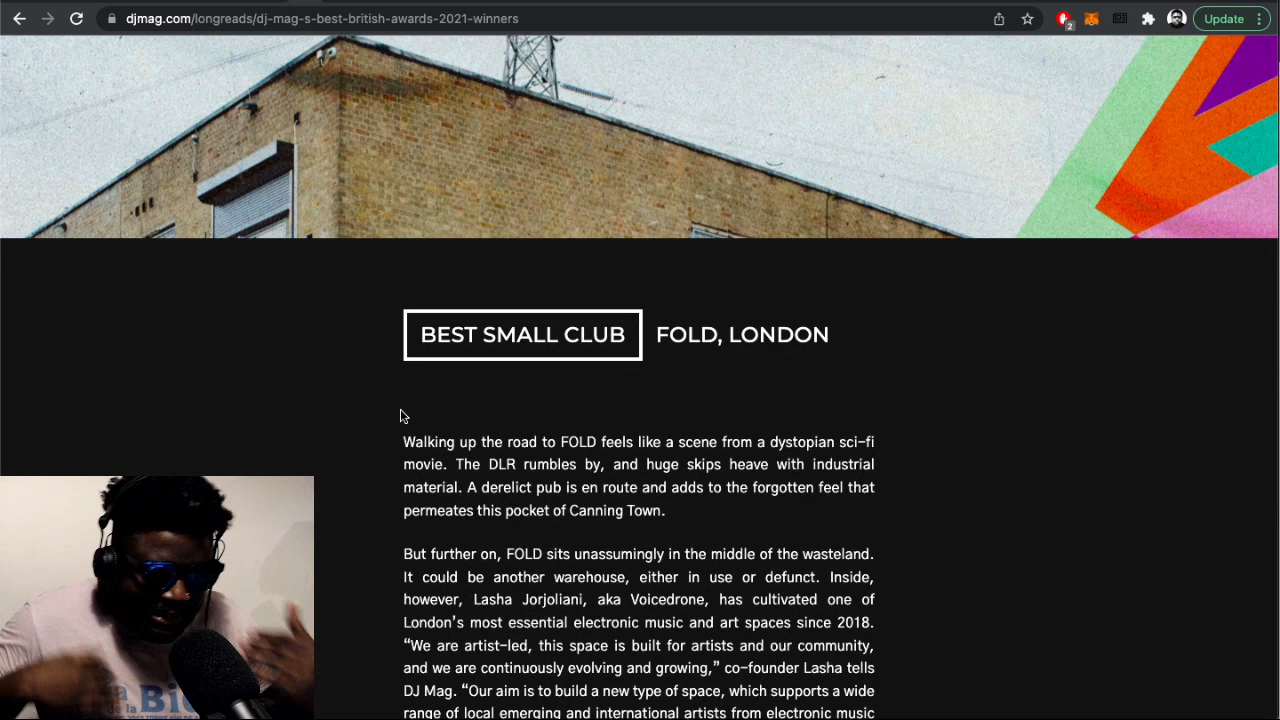 djmag.com/longreads/dj-mag-s-best-british-awards-2021-winners
2
Update
BEST SMALL CLUB
FOLD, LONDON
Walking up the road to FOLD feels like a scene from a dystopian sci-fi
movie. The DLR rumbles by, and huge skips heave with industrial
material. A derelict pub is en route and adds to the forgotten feel that
permeates this pocket of Canning Town.
But further on, FOLD sits unassumingly in the middle of the wasteland.
It could be another warehouse, either in use or defunct. Inside,
however, Lasha Jorjoliani, aka Voicedrone, has cultivated one of
London's most essential electronic music and art spaces since 2018.
“We are artist-led, this space is built for artists and our community,
and we are continuously evolving and growing,” co-founder Lasha tells
DJ Mag. “Our aim is to build a new type of space, which supports a wide
range of local emerging and international artists from electronic music
de la